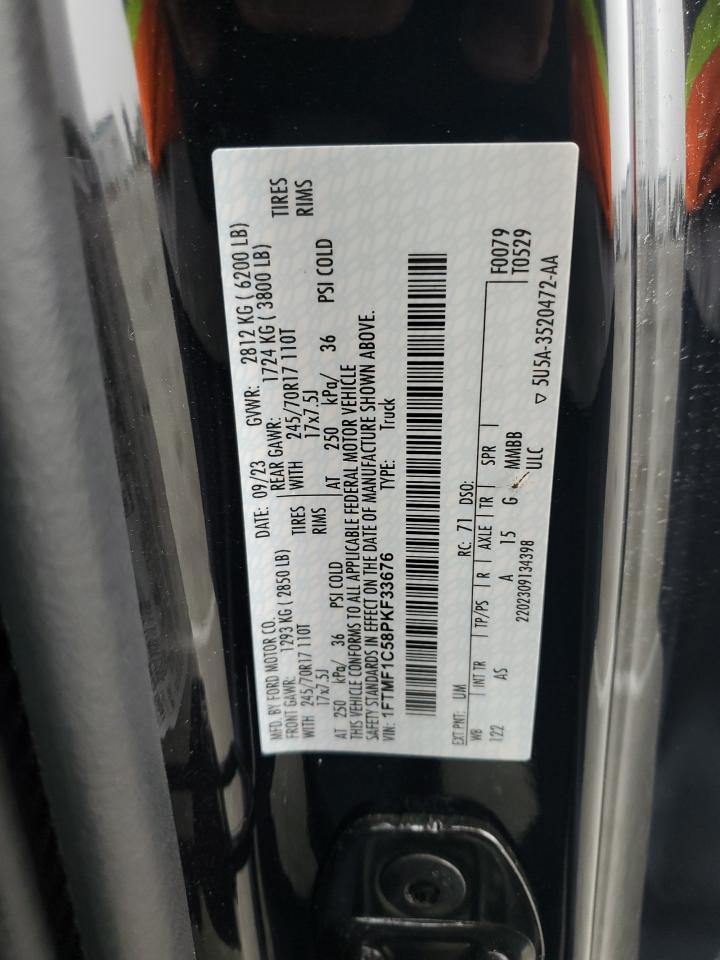 MFD. BY FORD MOTOR CO. DATE: 09/23 GVWR: 2812 KG ( 6200 LB)
FRONT GAWR: 1293 KG ( 2850 LB) REAR GAWR: 1724 KG ( 3800 LB)
WITH 245/70R17 110T TIRES WITH 245/70R17 110T TIRES
17x7.5J RIMS 17x7.5J RIMS
AT 250 kPa/ 36 PSI COLD AT 250 kPa/ 36 PSI COLD
THIS VEHICLE CONFORMS TO ALL APPLICABLE FEDERAL MOTOR VEHICLE
SAFETY STANDARDS IN EFFECT ON THE DATE OF MANUFACTURE SHOWN ABOVE.
VIN: 1FTMF1C58PKF33676 TYPE: Truck
EXT PNT: UM RC: 71 DSO: F0079
WB INT TR TP/PS R AXLE TR SPR T0529
122 AS A 15 G MMBB
2202309134398 ULC
▽ 5U5A-3520472-AA